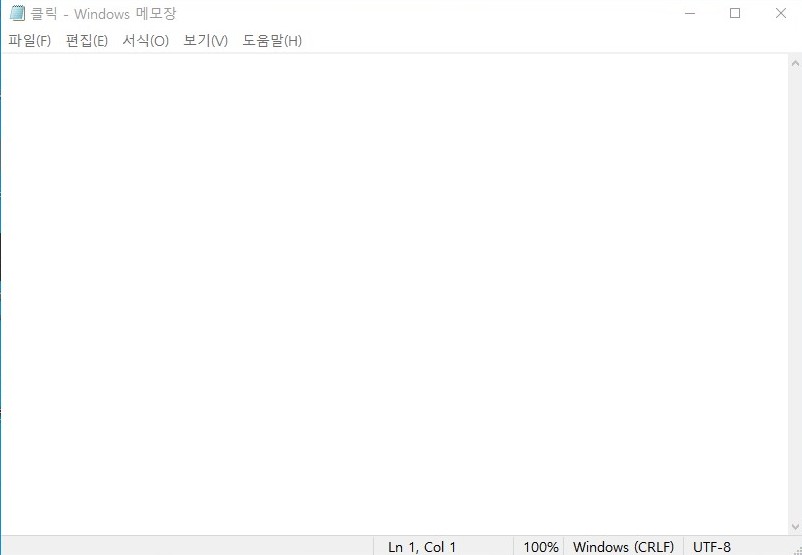 클릭 - Windows 메모장
파일(F) 편집(E) 서식(O) 보기(V) 도움말(H)
Ln 1, Col 1 100% Windows (CRLF) UTF-8